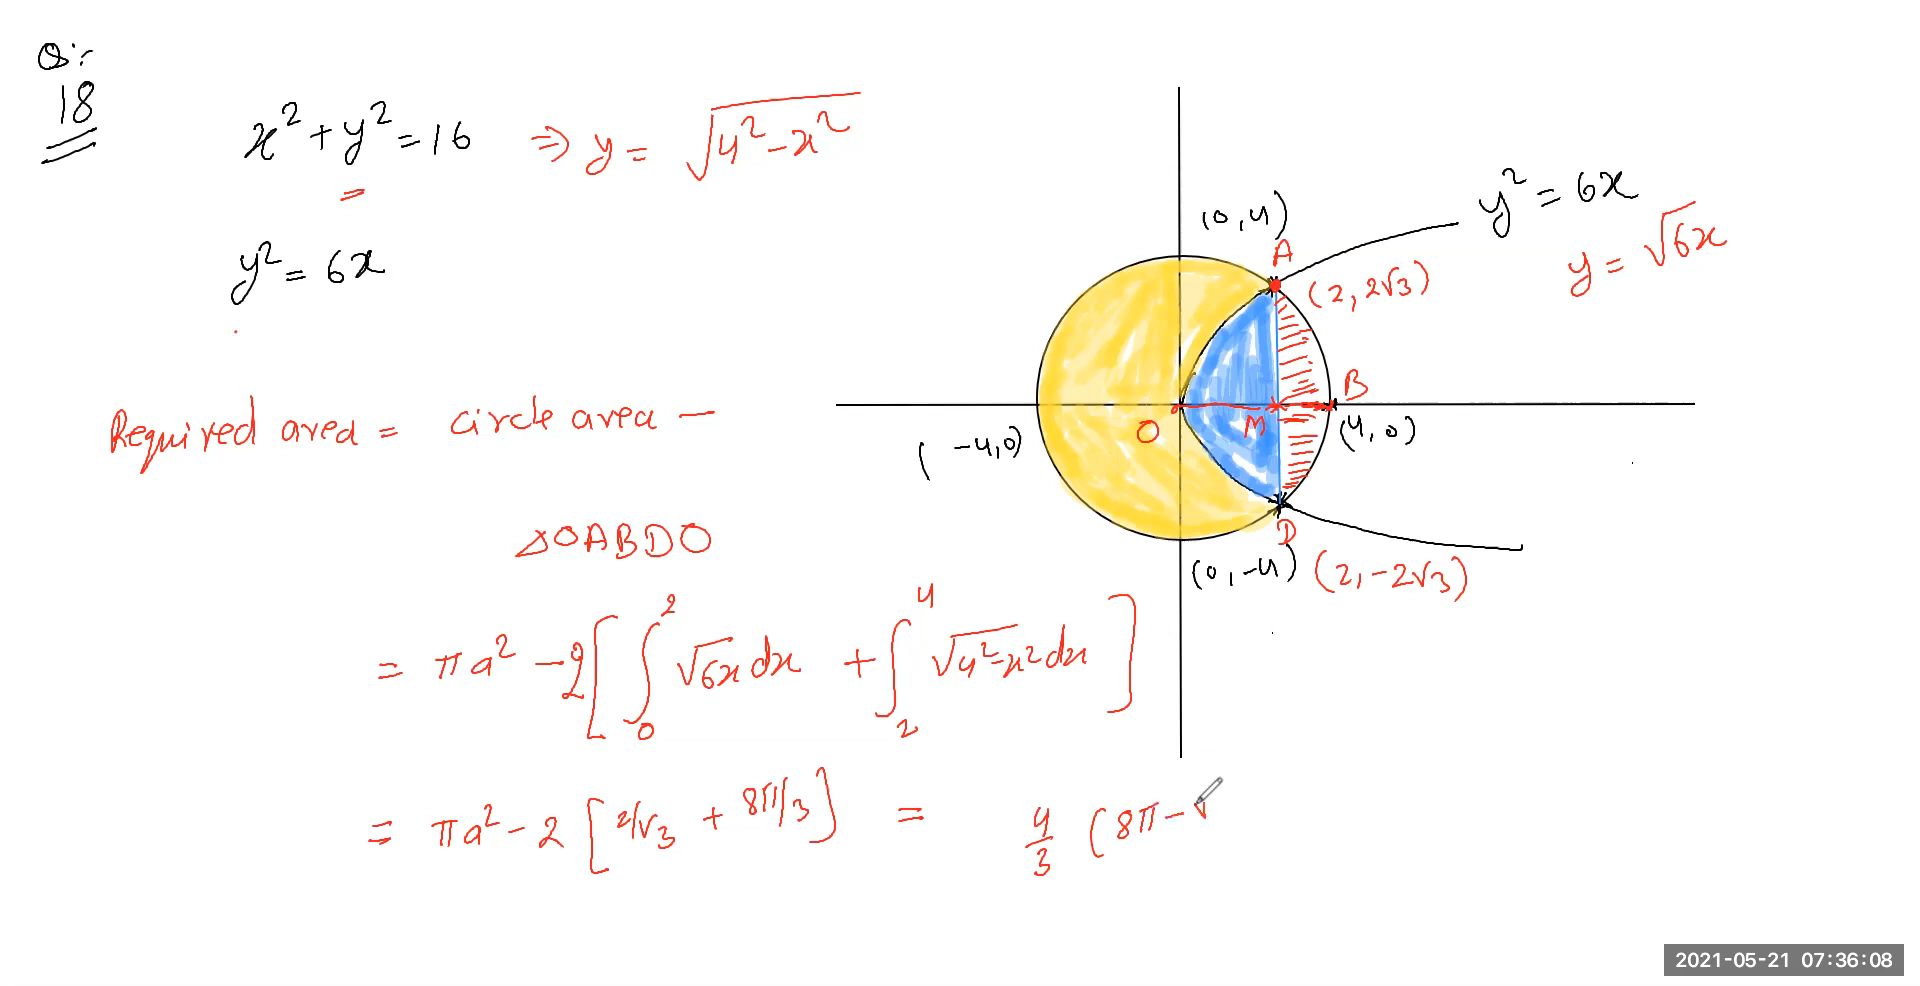 Q:-
18
x² + y² = 16 ⇒ y = √(4² - x²)
y² = 6x
Required area = circle area —
△OABDO
= πa² - 2[∫₀² √6x dx + ∫₂⁴ √(4² - x²) dx]
= πa² - 2[2/√3 + 8π/3] = 4/3 (8π - √
(0, 4)
A
(2, 2√3)
y² = 6x
y = √6x
B
O
M
(-4, 0)
(4, 0)
D
(0, -4)
(2, -2√3)
2021-05-21 07:36:08